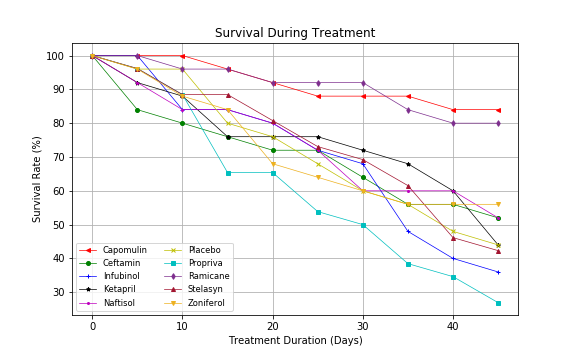 Survival During Treatment
Survival Rate (%)
100
90
80
70
60
50
40
30
Capomulin
Ceftamin
Infubinol
Ketapril
Naftisol
Placebo
Propriva
Ramicane
Stelasyn
Zoniferol
0
10
20
30
40
Treatment Duration (Days)